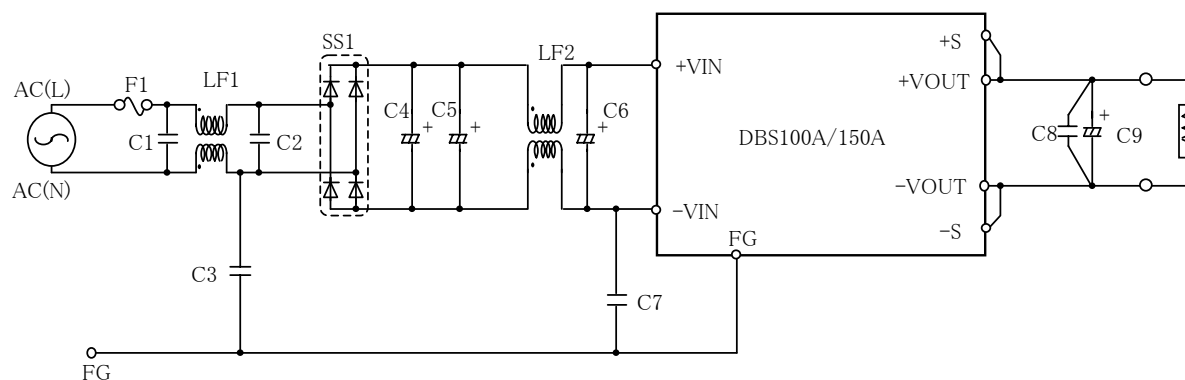 SS1
LF1
LF2
F1
AC(L)
AC(N)
C1
C2
C3
C4
+
C5
+
C6
+
C7
+VIN
-VIN
DBS100A/150A
FG
+S
+VOUT
-VOUT
-S
C8
+
C9
FG